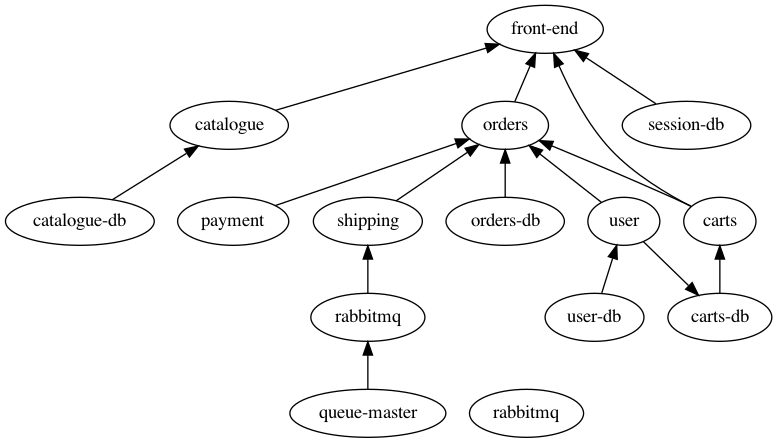 front-end
catalogue
orders
session-db
catalogue-db
payment
shipping
orders-db
user
carts
rabbitmq
user-db
carts-db
queue-master
rabbitmq